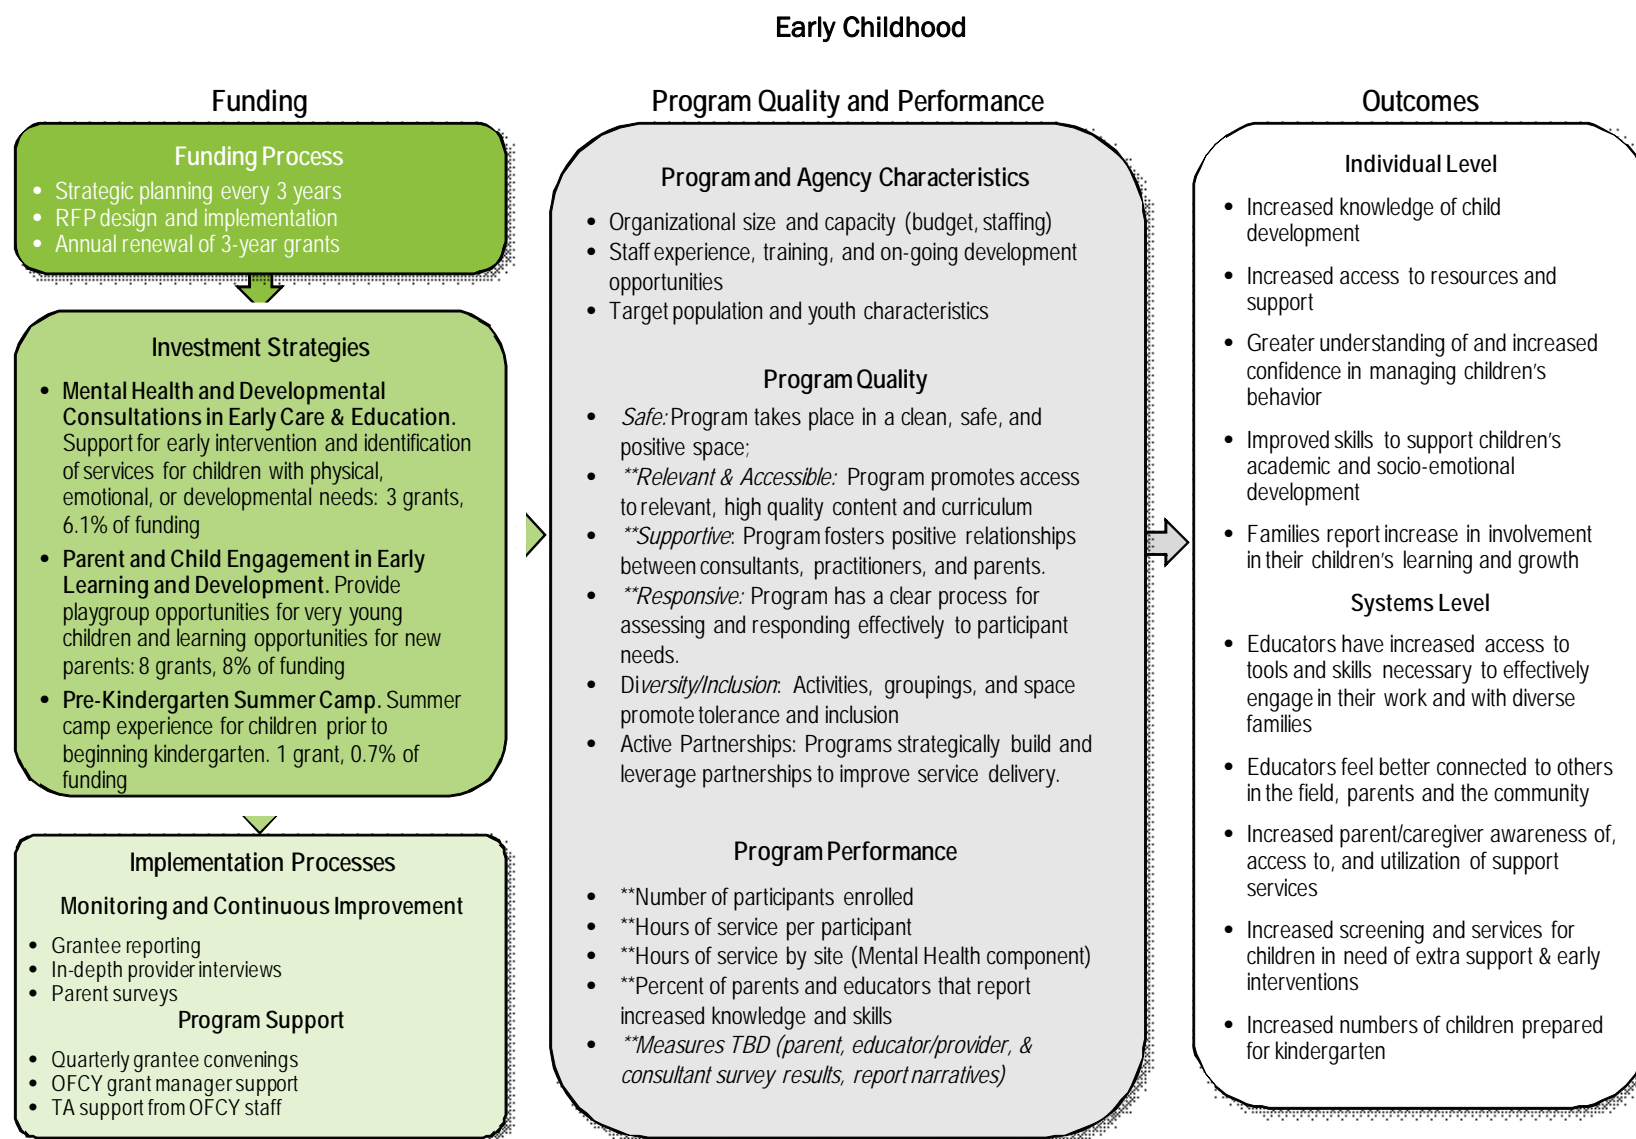 Early Childhood
Funding
Funding Process
• Strategic planning every 3 years
• RFP design and implementation
• Annual renewal of 3-year grants
Investment Strategies
• Mental Health and Developmental
Consultations in Early Care & Education.
Support for early intervention and identification
of services for children with physical,
emotional, or developmental needs: 3 grants,
6.1% of funding
• Parent and Child Engagement in Early
Learning and Development. Provide
playgroup opportunities for very young
children and learning opportunities for new
parents: 8 grants, 8% of funding
• Pre-Kindergarten Summer Camp. Summer
camp experience for children prior to
beginning kindergarten. 1 grant, 0.7% of
funding
Implementation Processes
Monitoring and Continuous Improvement
• Grantee reporting
• In-depth provider interviews
• Parent surveys
Program Support
• Quarterly grantee convenings
• OFCY grant manager support
• TA support from OFCY staff
Program Quality and Performance
Program and Agency Characteristics
• Organizational size and capacity (budget, staffing)
• Staff experience, training, and on-going development
opportunities
• Target population and youth characteristics
Program Quality
• Safe: Program takes place in a clean, safe, and
positive space;
• **Relevant & Accessible: Program promotes access
to relevant, high quality content and curriculum
• **Supportive: Program fosters positive relationships
between consultants, practitioners, and parents.
• **Responsive: Program has a clear process for
assessing and responding effectively to participant
needs.
• Diversity/Inclusion: Activities, groupings, and space
promote tolerance and inclusion
• Active Partnerships: Programs strategically build and
leverage partnerships to improve service delivery.
Program Performance
• **Number of participants enrolled
• **Hours of service per participant
• **Hours of service by site (Mental Health component)
• **Percent of parents and educators that report
increased knowledge and skills
• **Measures TBD (parent, educator/provider, &
consultant survey results, report narratives)
Outcomes
Individual Level
• Increased knowledge of child
development
• Increased access to resources and
support
• Greater understanding of and increased
confidence in managing children's
behavior
• Improved skills to support children's
academic and socio-emotional
development
• Families report increase in involvement
in their children's learning and growth
Systems Level
• Educators have increased access to
tools and skills necessary to effectively
engage in their work and with diverse
families
• Educators feel better connected to others
in the field, parents and the community
• Increased parent/caregiver awareness of,
access to, and utilization of support
services
• Increased screening and services for
children in need of extra support & early
interventions
• Increased numbers of children prepared
for kindergarten